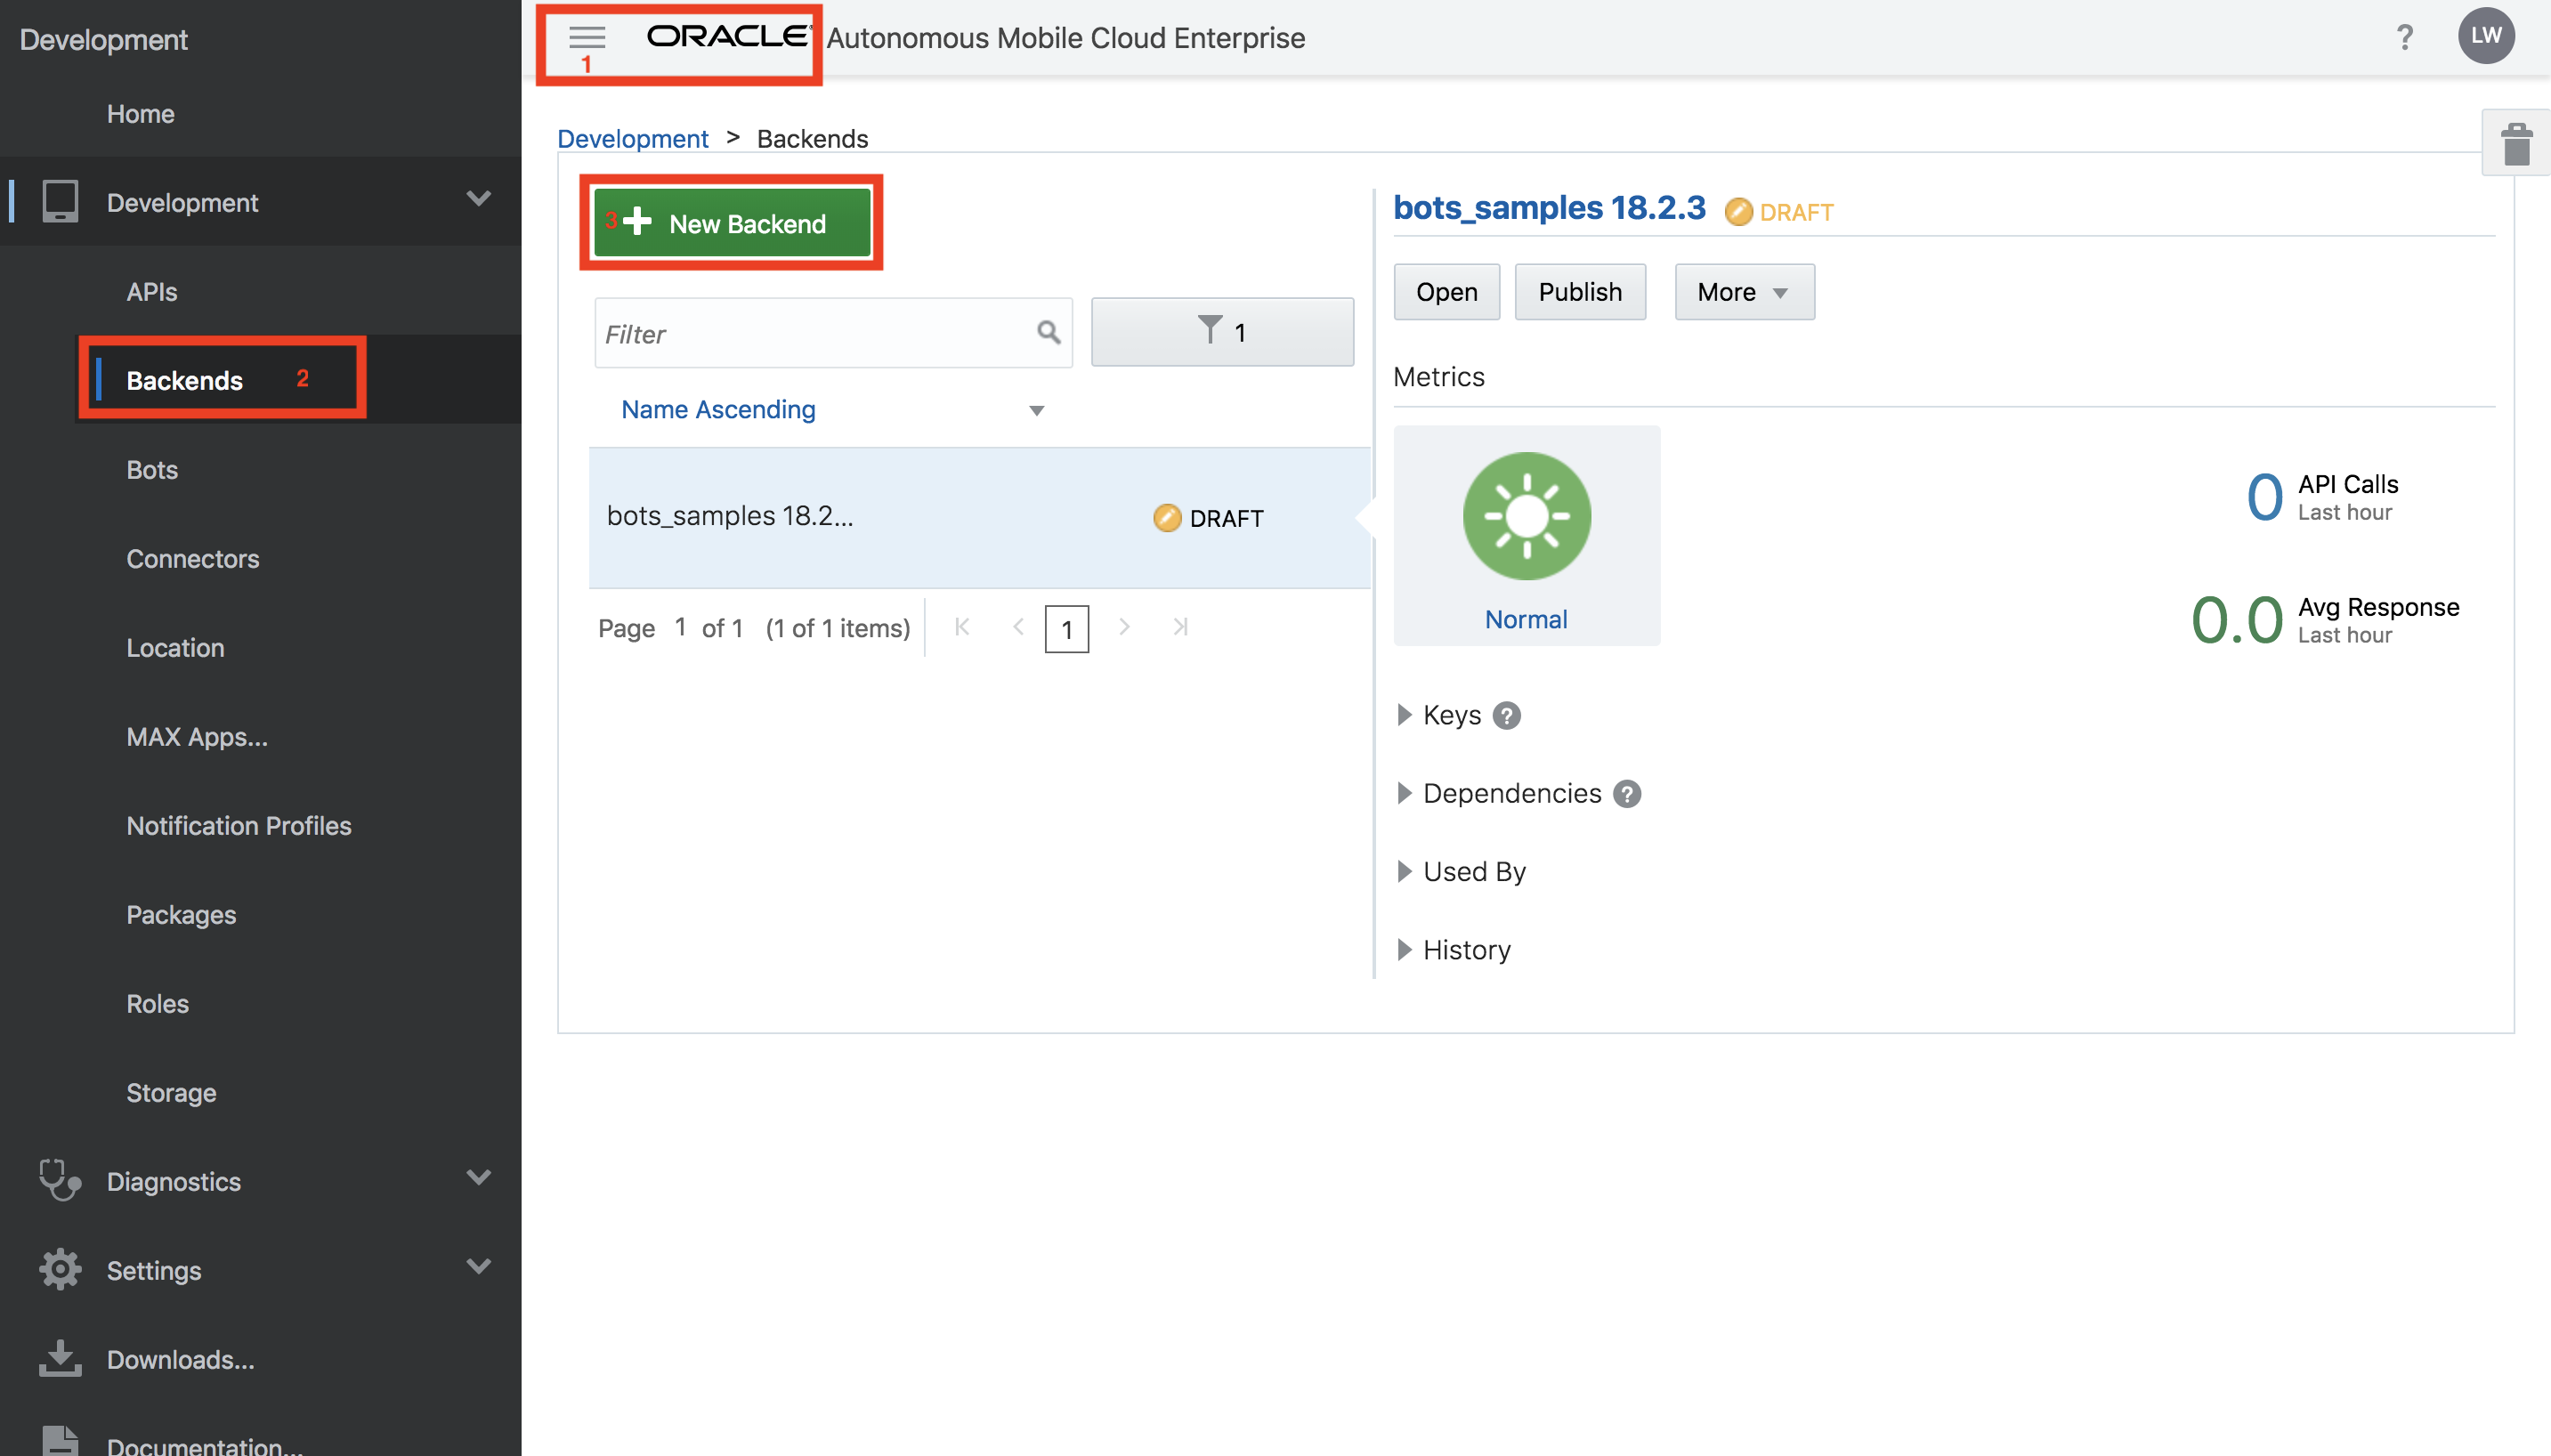 Development
Home
Development
APIs
Backends 2
Bots
Connectors
Location
MAX Apps...
Notification Profiles
Packages
Roles
Storage
Diagnostics
Settings
Downloads...
Documentation...
1
ORACLE Autonomous Mobile Cloud Enterprise
?
LW
Development > Backends
3 New Backend
Filter
1
Name Ascending
bots_samples 18.2... DRAFT
Page 1 of 1 (1 of 1 items)
1
bots_samples 18.2.3 DRAFT
Open
Publish
More
Metrics
Normal
0 API Calls
Last hour
0.0 Avg Response
Last hour
Keys ?
Dependencies ?
Used By
History